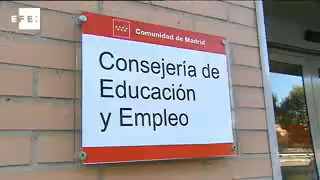 EFE:
Comunidad de Madrid
Consejería de
Educación
y Empleo